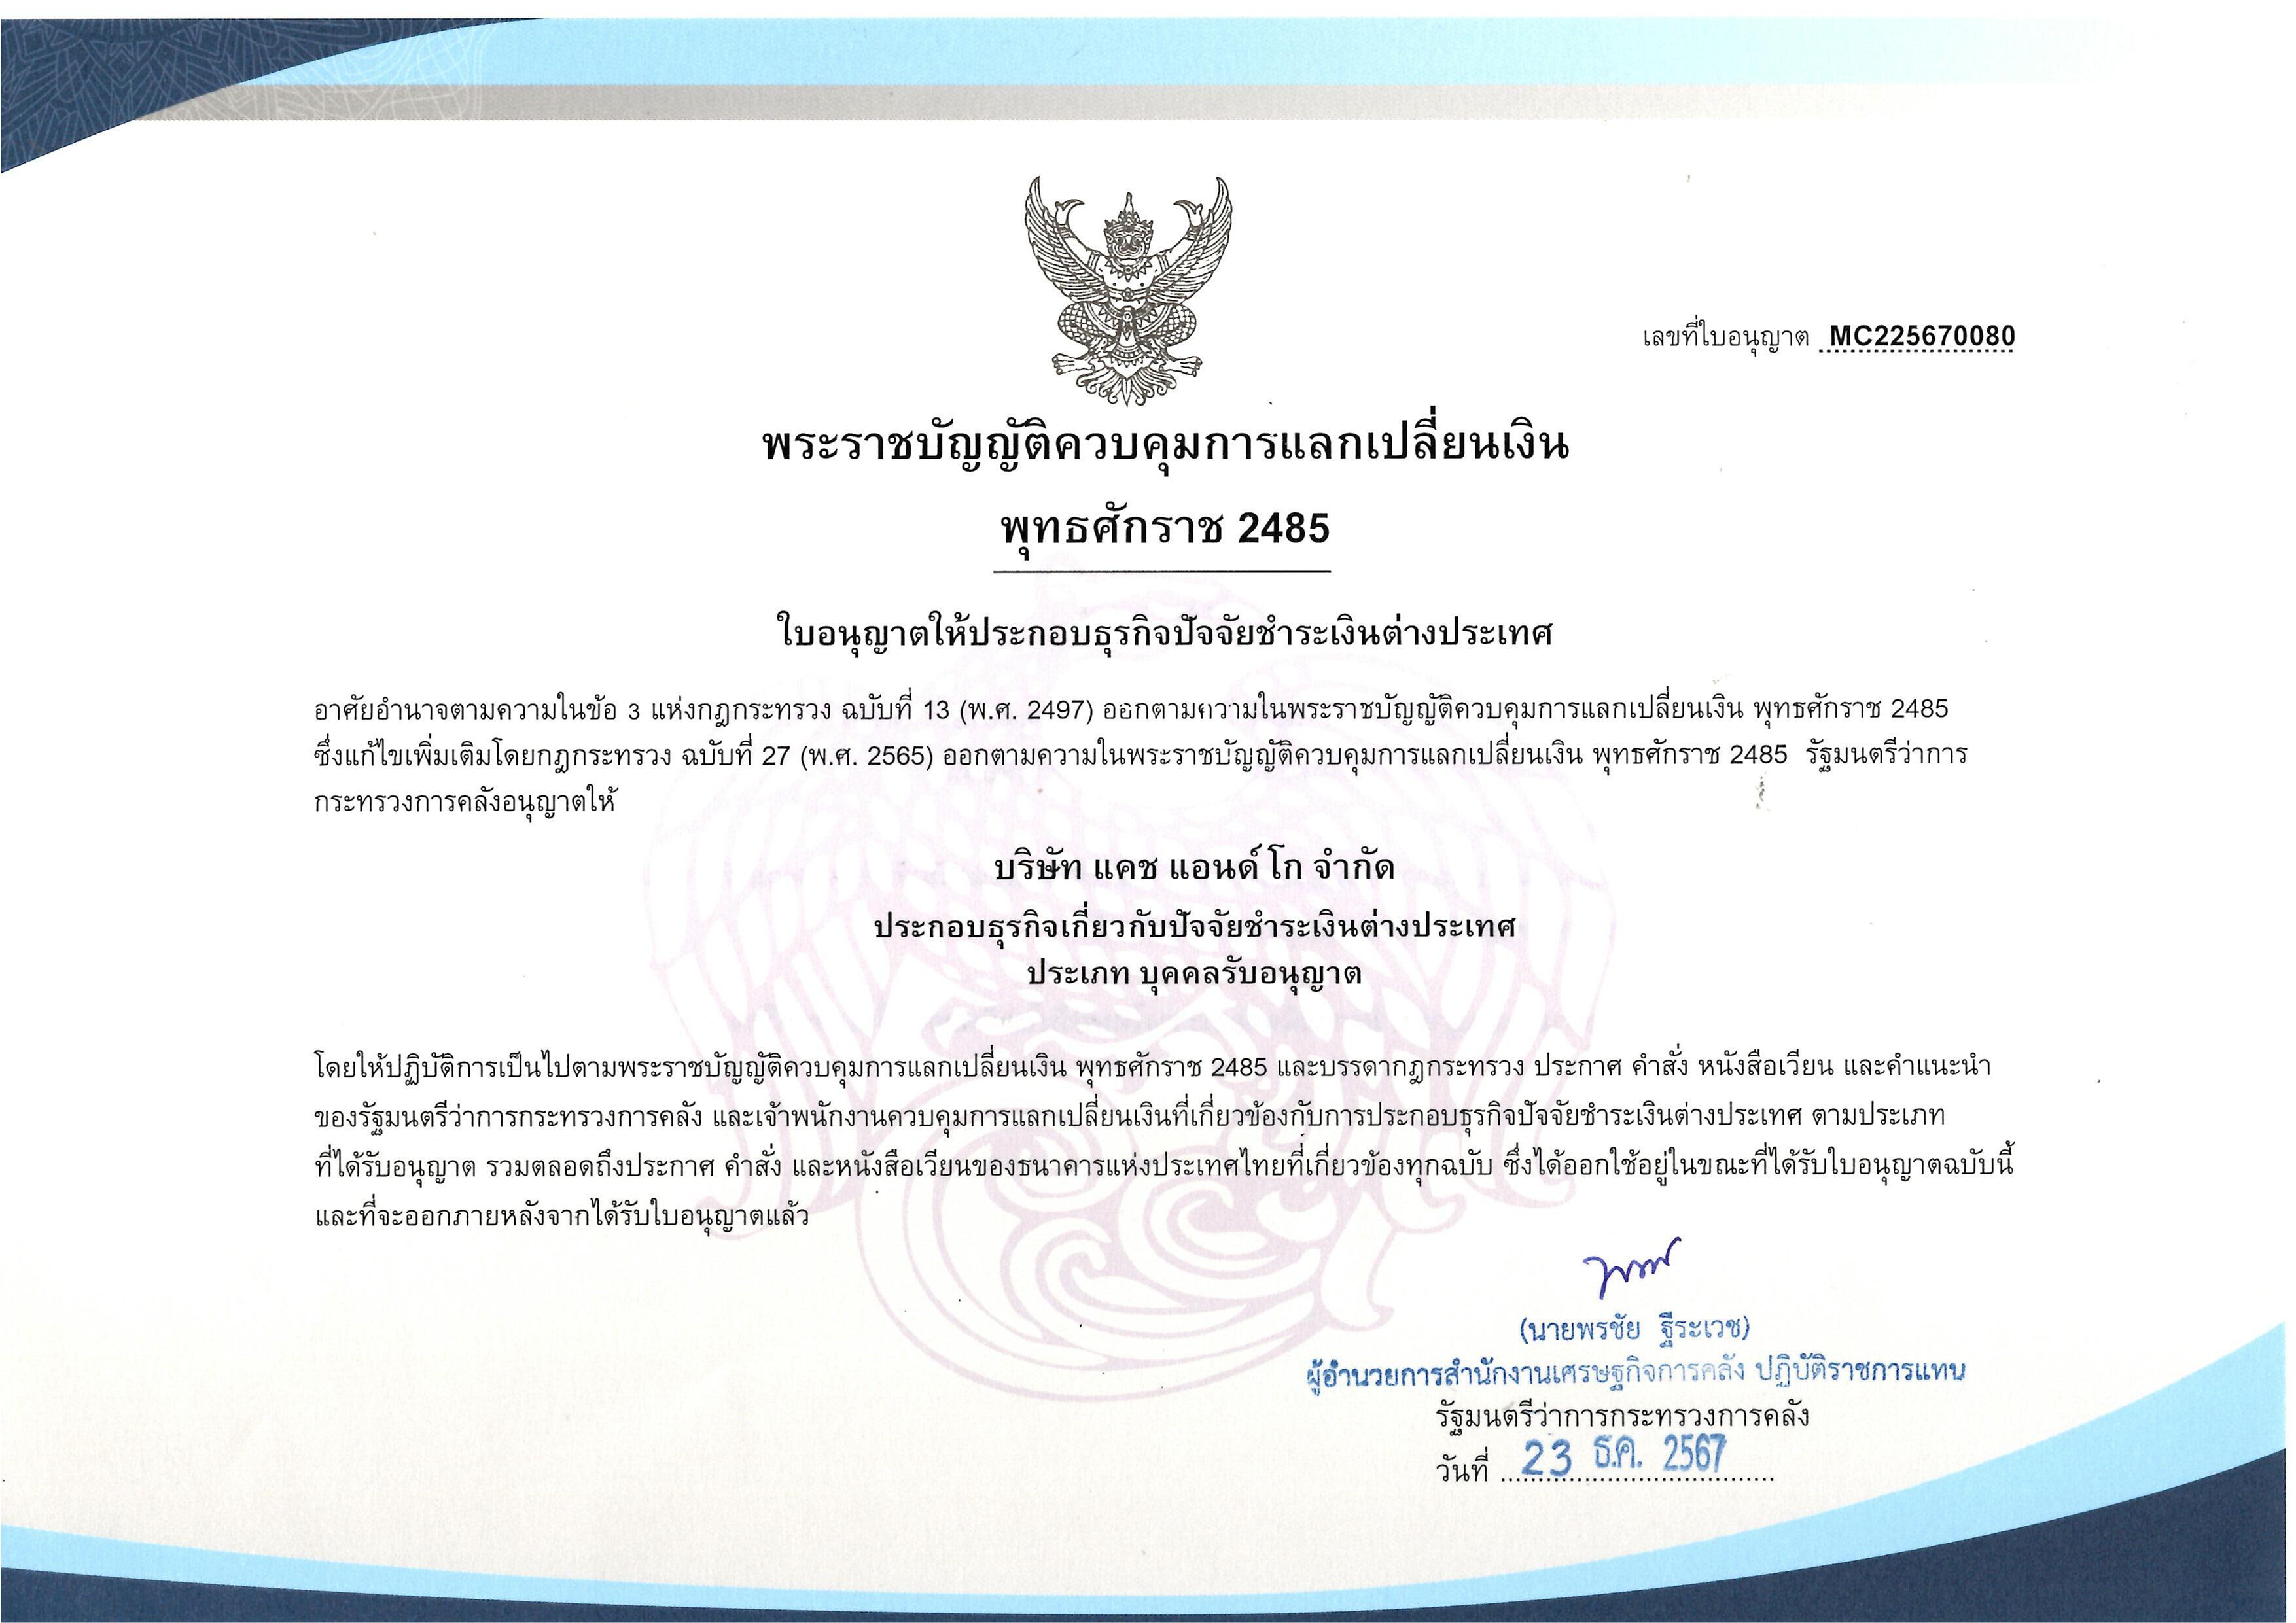 เลขที่ใบอนุญาต MC225670080
พระราชบัญญัติควบคุมการแลกเปลี่ยนเงิน
พุทธศักราช 2485
ใบอนุญาตให้ประกอบธุรกิจปัจจัยชำระเงินต่างประเทศ
อาศัยอำนาจตามความในข้อ 3 แห่งกฎกระทรวง ฉบับที่ 13 (พ.ศ. 2497) ออกตามความในพระราชบัญญัติควบคุมการแลกเปลี่ยนเงิน พุทธศักราช 2485
ซึ่งแก้ไขเพิ่มเติมโดยกฎกระทรวง ฉบับที่ 27 (พ.ศ. 2565) ออกตามความในพระราชบัญญัติควบคุมการแลกเปลี่ยนเงิน พุทธศักราช 2485 รัฐมนตรีว่าการ
กระทรวงการคลังอนุญาตให้
บริษัท แคช แอนด์ โก จำกัด
ประกอบธุรกิจเกี่ยวกับปัจจัยชำระเงินต่างประเทศ
ประเภท บุคคลรับอนุญาต
โดยให้ปฏิบัติการเป็นไปตามพระราชบัญญัติควบคุมการแลกเปลี่ยนเงิน พุทธศักราช 2485 และบรรดากฎกระทรวง ประกาศ คำสั่ง หนังสือเวียน และคำแนะนำ
ของรัฐมนตรีว่าการกระทรวงการคลัง และเจ้าพนักงานควบคุมการแลกเปลี่ยนเงินที่เกี่ยวข้องกับการประกอบธุรกิจปัจจัยชำระเงินต่างประเทศ ตามประเภท
ที่ได้รับอนุญาต รวมตลอดถึงประกาศ คำสั่ง และหนังสือเวียนของธนาคารแห่งประเทศไทยที่เกี่ยวข้องทุกฉบับ ซึ่งได้ออกใช้อยู่ในขณะที่ได้รับใบอนุญาตฉบับนี้
และที่จะออกภายหลังจากได้รับใบอนุญาตแล้ว
(นายพรชัย ฐีระเวช)
ผู้อำนวยการสำนักงานเศรษฐกิจการคลัง ปฏิบัติราชการแทน
รัฐมนตรีว่าการกระทรวงการคลัง
วันที่ 23 ธ.ค. 2567